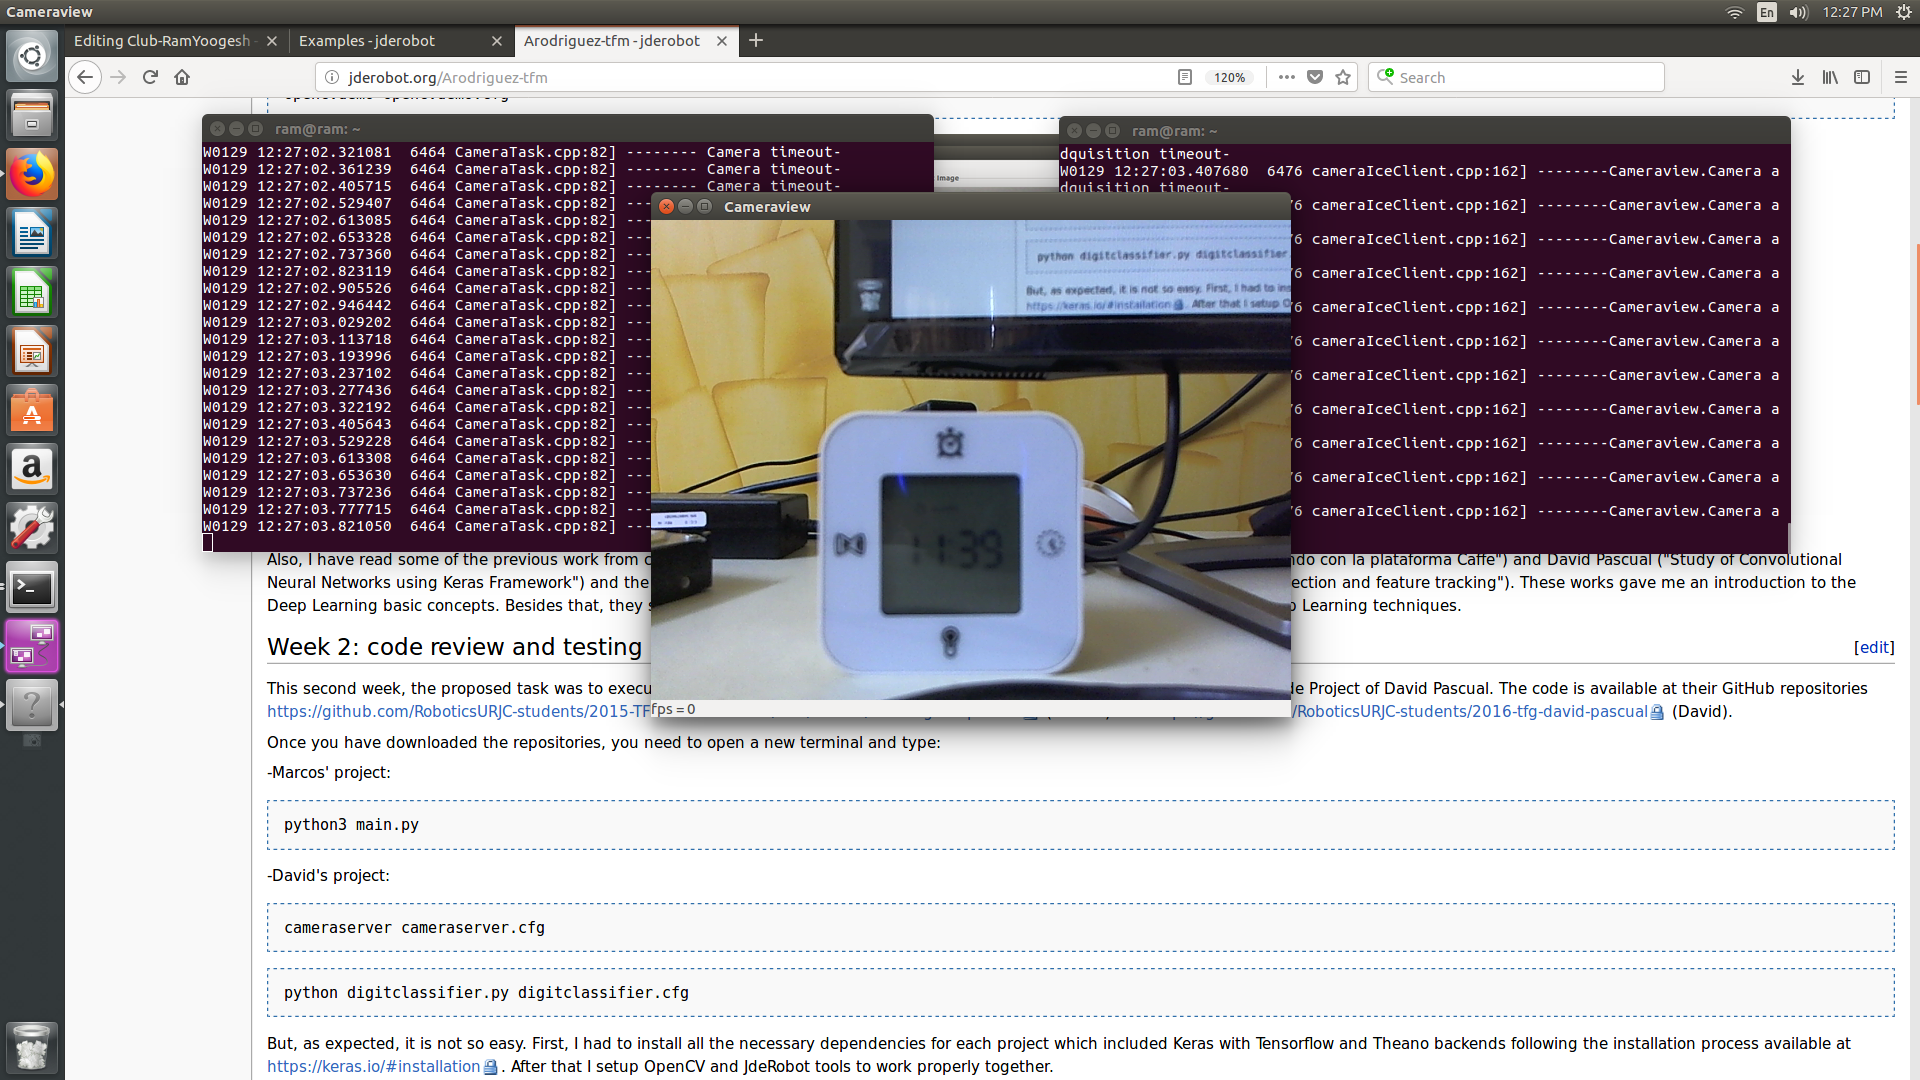 Cameraview
En
12:27 PM
Editing Club-RamYoogesh
Examples - jderobot
Arodriguez-tfm - jderobot
jderobot.org/Arodriguez-tfm
120%
Search
ram@ram: ~
W0129 12:27:02.321081 6464 CameraTask.cpp:82] -------- Camera timeout-
W0129 12:27:02.361239 6464 CameraTask.cpp:82] -------- Camera timeout-
W0129 12:27:02.405715 6464 CameraTask.cpp:82] -------- Camera timeout-
W0129 12:27:02.529407 6464 CameraTask.cpp:82] ---
W0129 12:27:02.613085 6464 CameraTask.cpp:82] ---
W0129 12:27:02.653328 6464 CameraTask.cpp:82] ---
W0129 12:27:02.737360 6464 CameraTask.cpp:82] ---
W0129 12:27:02.823119 6464 CameraTask.cpp:82] ---
W0129 12:27:02.905526 6464 CameraTask.cpp:82] ---
W0129 12:27:02.946442 6464 CameraTask.cpp:82] ---
W0129 12:27:03.029202 6464 CameraTask.cpp:82] ---
W0129 12:27:03.113718 6464 CameraTask.cpp:82] ---
W0129 12:27:03.193996 6464 CameraTask.cpp:82] ---
W0129 12:27:03.237102 6464 CameraTask.cpp:82] ---
W0129 12:27:03.277436 6464 CameraTask.cpp:82] ---
W0129 12:27:03.322192 6464 CameraTask.cpp:82] ---
W0129 12:27:03.405643 6464 CameraTask.cpp:82] ---
W0129 12:27:03.529228 6464 CameraTask.cpp:82] ---
W0129 12:27:03.613308 6464 CameraTask.cpp:82] ---
W0129 12:27:03.653630 6464 CameraTask.cpp:82] ---
W0129 12:27:03.737236 6464 CameraTask.cpp:82] ---
W0129 12:27:03.777715 6464 CameraTask.cpp:82] ---
W0129 12:27:03.821050 6464 CameraTask.cpp:82] ---
Image
ram@ram: ~
dquisition timeout-
W0129 12:27:03.407680 6476 cameraIceClient.cpp:162] --------Cameraview.Camera a
dquisition timeout-
76 cameraIceClient.cpp:162] --------Cameraview.Camera a
76 cameraIceClient.cpp:162] --------Cameraview.Camera a
76 cameraIceClient.cpp:162] --------Cameraview.Camera a
76 cameraIceClient.cpp:162] --------Cameraview.Camera a
76 cameraIceClient.cpp:162] --------Cameraview.Camera a
76 cameraIceClient.cpp:162] --------Cameraview.Camera a
76 cameraIceClient.cpp:162] --------Cameraview.Camera a
76 cameraIceClient.cpp:162] --------Cameraview.Camera a
76 cameraIceClient.cpp:162] --------Cameraview.Camera a
76 cameraIceClient.cpp:162] --------Cameraview.Camera a
Cameraview
python digitclassifier.py digitclassifier
But, as expected, it is not so easy. First, I had to ins
https://keras.io/#installation . After that I setup O
11:39
fps = 0
Also, I have read some of the previous work from c ndo con la plataforma Caffe") and David Pascual ("Study of Convolutional
Neural Networks using Keras Framework") and the ection and feature tracking"). These works gave me an introduction to the
Deep Learning basic concepts. Besides that, they s Learning techniques.
Week 2: code review and testing
[edit]
This second week, the proposed task was to execu de Project of David Pascual. The code is available at their GitHub repositories
https://github.com/RoboticsURJC-students/2015-TF /RoboticsURJC-students/2016-tfg-david-pascual (David).
Once you have downloaded the repositories, you need to open a new terminal and type:
-Marcos' project:
python3 main.py
-David's project:
cameraserver cameraserver.cfg
python digitclassifier.py digitclassifier.cfg
But, as expected, it is not so easy. First, I had to install all the necessary dependencies for each project which included Keras with Tensorflow and Theano backends following the installation process available at
https://keras.io/#installation . After that I setup OpenCV and JdeRobot tools to work properly together.